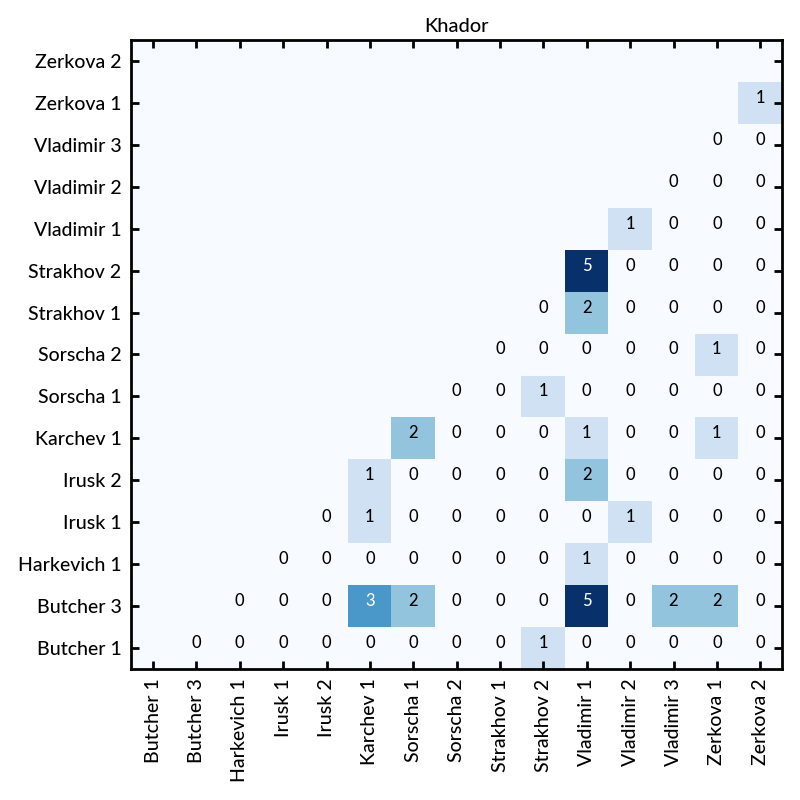 Khador
Zerkova 2
Zerkova 1 1
Vladimir 3 0 0
Vladimir 2 0 0 0
Vladimir 1 1 0 0 0
Strakhov 2 5 0 0 0 0
Strakhov 1 0 2 0 0 0 0
Sorscha 2 0 0 0 0 0 1 0
Sorscha 1 0 0 1 0 0 0 0 0
Karchev 1 2 0 0 0 1 0 0 1 0
Irusk 2 1 0 0 0 0 2 0 0 0 0
Irusk 1 0 1 0 0 0 0 0 1 0 0 0
Harkevich 1 0 0 0 0 0 0 0 1 0 0 0 0
Butcher 3 0 0 0 3 2 0 0 0 5 0 2 2 0
Butcher 1 0 0 0 0 0 0 0 0 1 0 0 0 0 0
Butcher 1
Butcher 3
Harkevich 1
Irusk 1
Irusk 2
Karchev 1
Sorscha 1
Sorscha 2
Strakhov 1
Strakhov 2
Vladimir 1
Vladimir 2
Vladimir 3
Zerkova 1
Zerkova 2